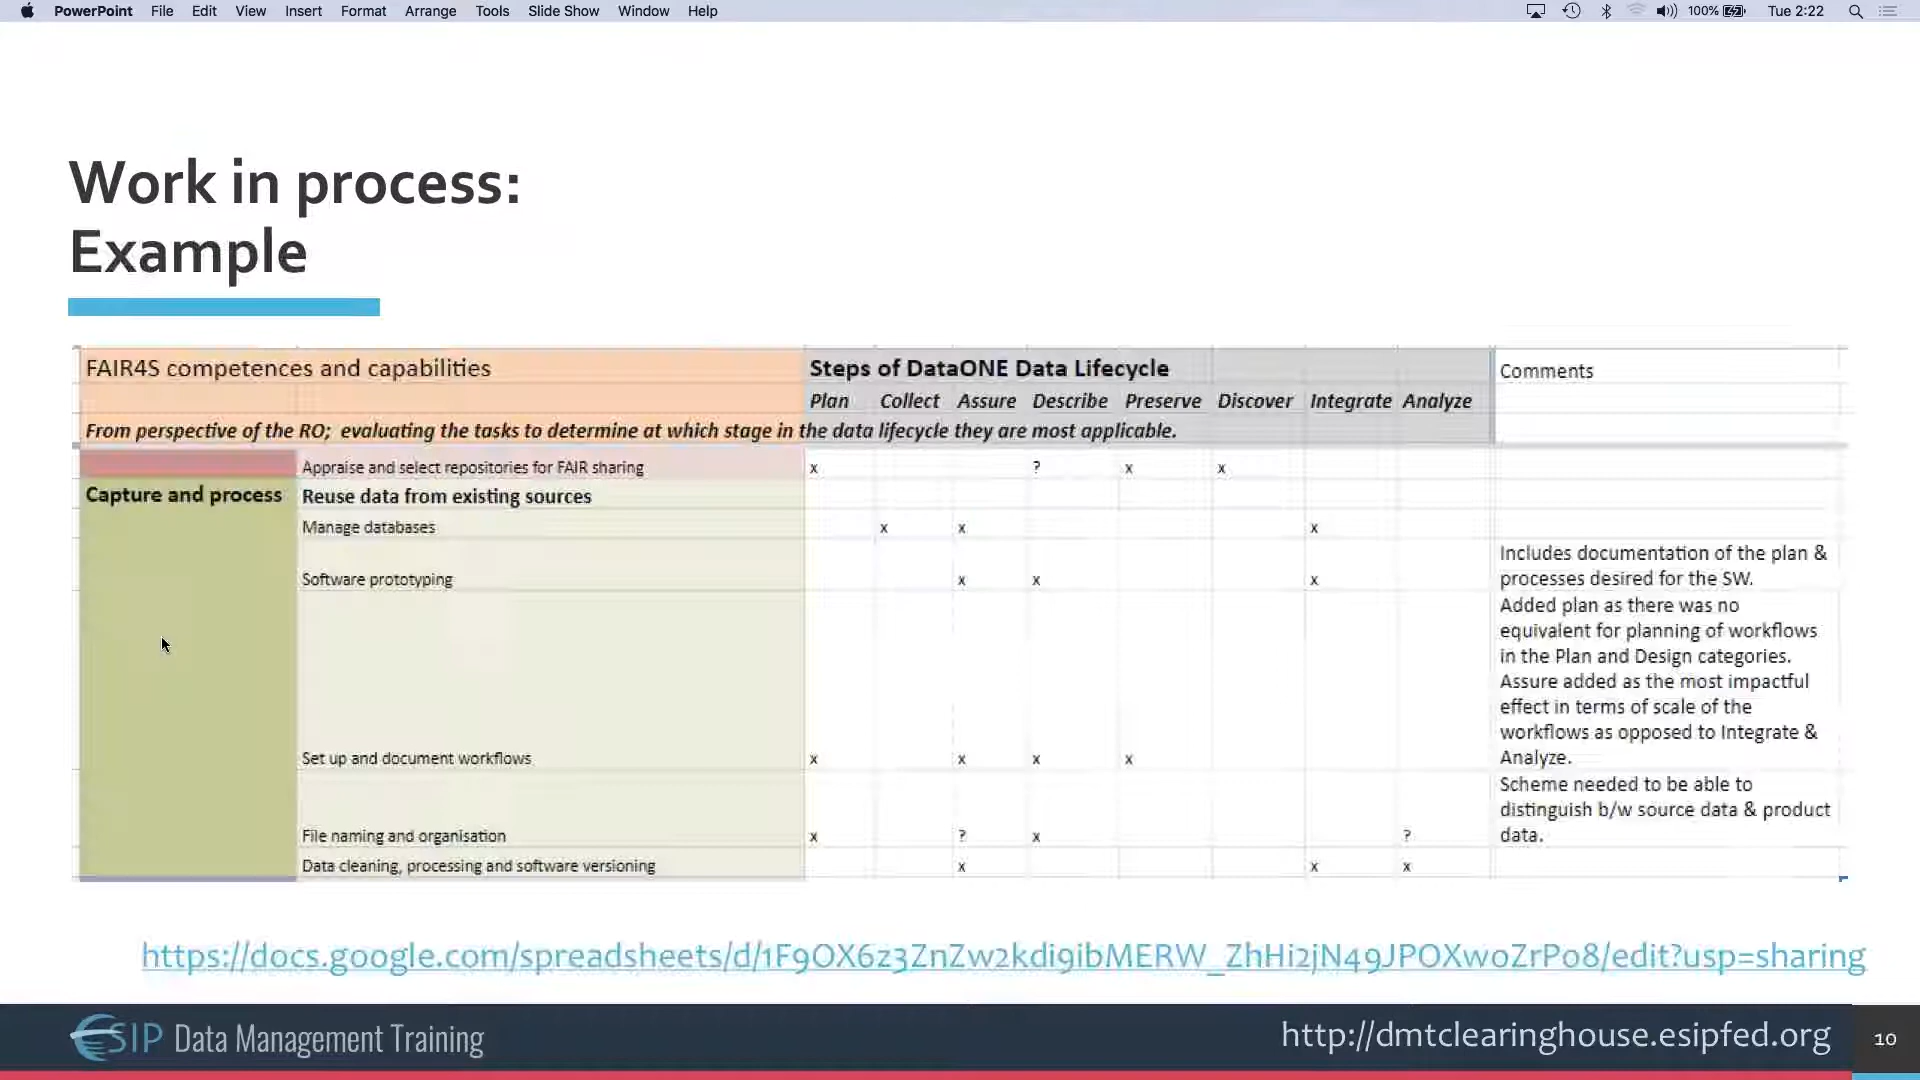 PowerPoint File Edit View Insert Format Arrange Tools Slide Show Window Help 100% Tue 2:22
Work in process:
Example
FAIR4S competences and capabilities Steps of DataONE Data Lifecycle Comments
Plan Collect Assure Describe Preserve Discover Integrate Analyze
From perspective of the RO; evaluating the tasks to determine at which stage in the data lifecycle they are most applicable.
Appraise and select repositories for FAIR sharing x ? x x
Capture and process Reuse data from existing sources
Manage databases x x x
Includes documentation of the plan &
Software prototyping x x x processes desired for the SW.
Added plan as there was no
equivalent for planning of workflows
in the Plan and Design categories.
Assure added as the most impactful
effect in terms of scale of the
workflows as opposed to Integrate &
Set up and document workflows x x x x Analyze.
Scheme needed to be able to
distinguish b/w source data & product
File naming and organisation x ? x ? data.
Data cleaning, processing and software versioning x x x
https://docs.google.com/spreadsheets/d/1F9OX6z3ZnZw2kdi9ibMERW_ZhHi2jN49JPOXwoZrPo8/edit?usp=sharing
ESIP Data Management Training http://dmtclearinghouse.esipfed.org 10